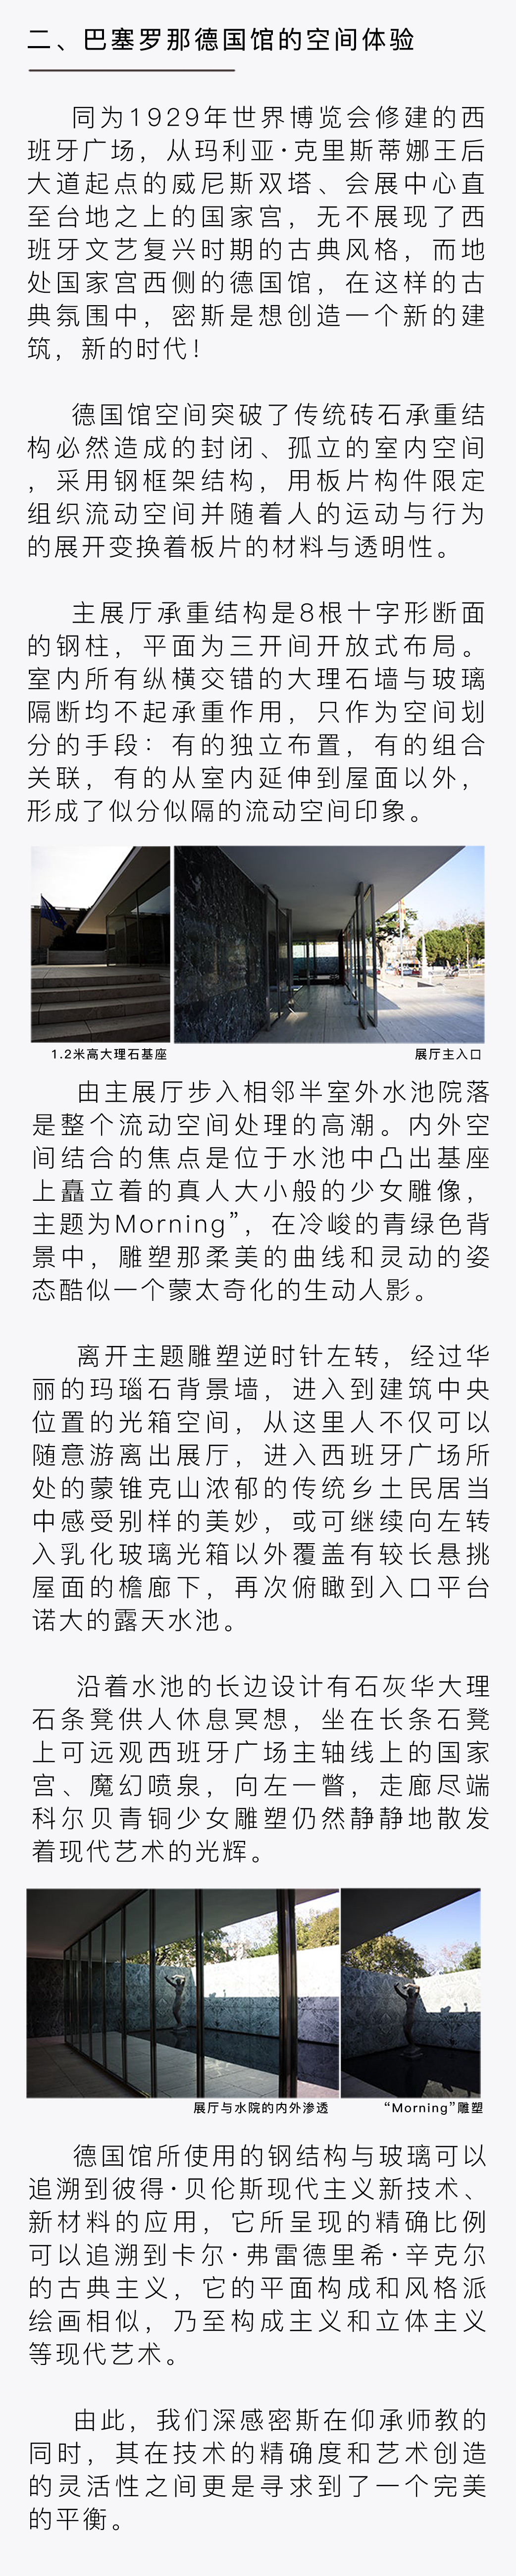 二、巴塞罗那德国馆的空间体验
同为1929年世界博览会修建的西
班牙广场，从玛利亚·克里斯蒂娜王后
大道起点的威尼斯双塔、会展中心直
至台地之上的国家宫，无不展现了西
班牙文艺复兴时期的古典风格，而地
处国家宫西侧的德国馆，在这样的古
典氛围中，密斯是想创造一个新的建
筑，新的时代！
德国馆空间突破了传统砖石承重结
构必然造成的封闭、孤立的室内空间
，采用钢框架结构，用板片构件限定
组织流动空间并随着人的运动与行为
的展开变换着板片的材料与透明性。
主展厅承重结构是8根十字形断面
的钢柱，平面为三开间开放式布局。
室内所有纵横交错的大理石墙与玻璃
隔断均不起承重作用，只作为空间划
分的手段：有的独立布置，有的组合
关联，有的从室内延伸到屋面以外，
形成了似分似隔的流动空间印象。
1.2米高大理石基座
展厅主入口
由主展厅步入相邻半室外水池院落
是整个流动空间处理的高潮。内外空
间结合的焦点是位于水池中凸出基座
上矗立着的真人大小般的少女雕像，
主题为Morning”，在冷峻的青绿色背
景中，雕塑那柔美的曲线和灵动的姿
态酷似一个蒙太奇化的生动人影。
离开主题雕塑逆时针左转，经过华
丽的玛瑙石背景墙，进入到建筑中央
位置的光箱空间，从这里人不仅可以
随意游离出展厅，进入西班牙广场所
处的蒙锥克山浓郁的传统乡土民居当
中感受别样的美妙，或可继续向左转
入乳化玻璃光箱以外覆盖有较长悬挑
屋面的檐廊下，再次俯瞰到入口平台
诺大的露天水池。
沿着水池的长边设计有石灰华大理
石条凳供人休息冥想，坐在长条石凳
上可远观西班牙广场主轴线上的国家
宫、魔幻喷泉，向左一瞥，走廊尽端
科尔贝青铜少女雕塑仍然静静地散发
着现代艺术的光辉。
展厅与水院的内外渗透
“Morning”雕塑
德国馆所使用的钢结构与玻璃可以
追溯到彼得·贝伦斯现代主义新技术、
新材料的应用，它所呈现的精确比例
可以追溯到卡尔·弗雷德里希·辛克尔
的古典主义，它的平面构成和风格派
绘画相似，乃至构成主义和立体主义
等现代艺术。
由此，我们深感密斯在仰承师教的
同时，其在技术的精确度和艺术创造
的灵活性之间更是寻求到了一个完美
的平衡。